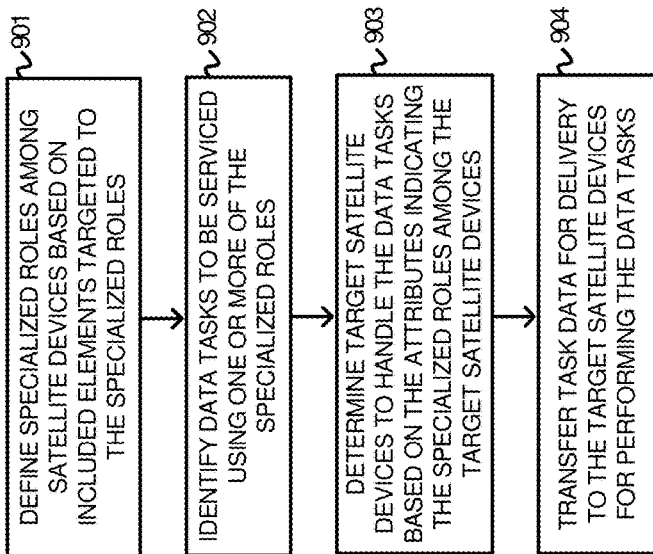 901
DEFINE SPECIALIZED ROLES AMONG
SATELLITE DEVICES BASED ON
INCLUDED ELEMENTS TARGETED TO
THE SPECIALIZED ROLES
902
IDENTIFY DATA TASKS TO BE SERVICED
USING ONE OR MORE OF THE
SPECIALIZED ROLES
903
DETERMINE TARGET SATELLITE
DEVICES TO HANDLE THE DATA TASKS
BASED ON THE ATTRIBUTES INDICATING
THE SPECIALIZED ROLES AMONG THE
TARGET SATELLITE DEVICES
904
TRANSFER TASK DATA FOR DELIVERY
TO THE TARGET SATELLITE DEVICES
FOR PERFORMING THE DATA TASKS